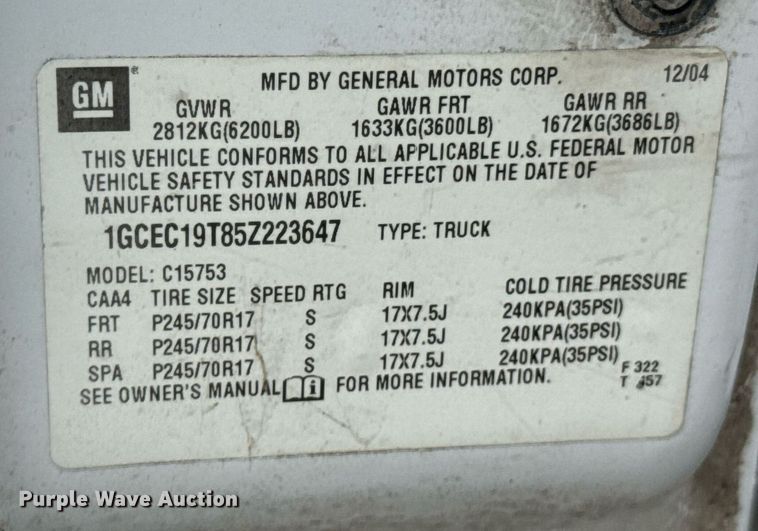 GM ®
MFD BY GENERAL MOTORS CORP. 12/04
GVWR GAWR FRT GAWR RR
2812KG(6200LB) 1633KG(3600LB) 1672KG(3686LB)
THIS VEHICLE CONFORMS TO ALL APPLICABLE U.S. FEDERAL MOTOR
VEHICLE SAFETY STANDARDS IN EFFECT ON THE DATE OF
MANUFACTURE SHOWN ABOVE.
1GCEC19T85Z223647 TYPE: TRUCK
MODEL: C15753
CAA4 TIRE SIZE SPEED RTG RIM COLD TIRE PRESSURE
FRT P245/70R17 S 17X7.5J 240KPA(35PSI)
RR P245/70R17 S 17X7.5J 240KPA(35PSI)
SPA P245/70R17 S 17X7.5J 240KPA(35PSI)
SEE OWNER'S MANUAL i FOR MORE INFORMATION.
F 322
T
Purple Wave Auction